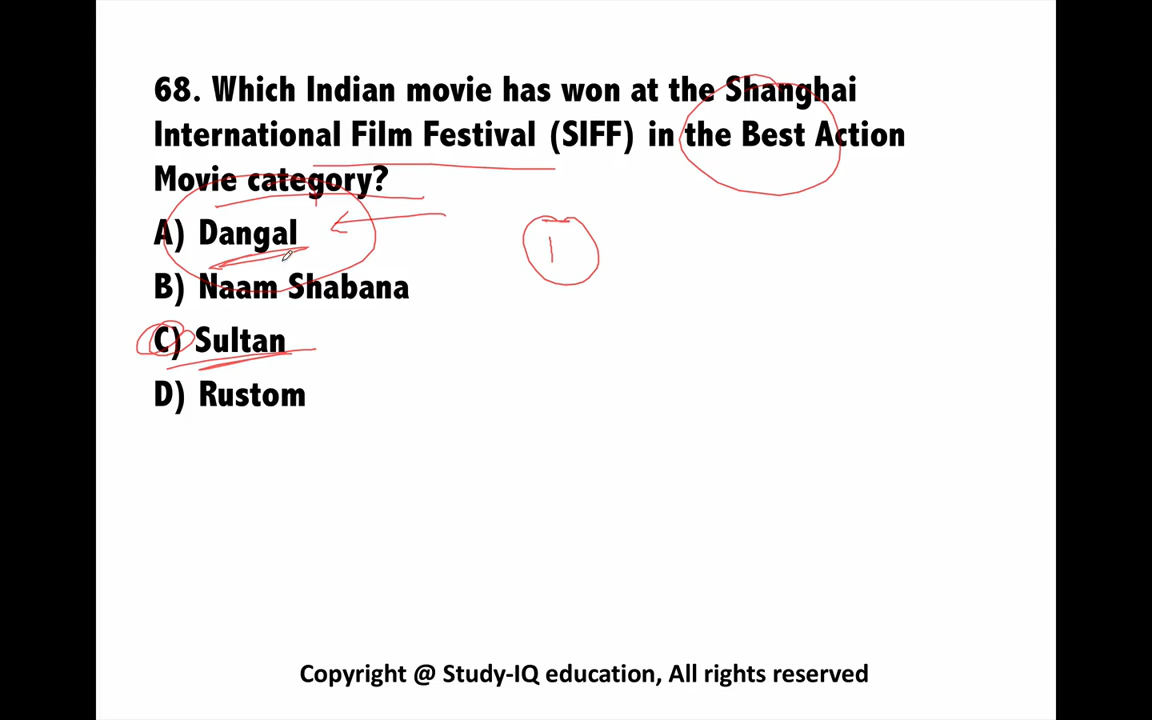 68. Which Indian movie has won at the Shanghai
International Film Festival (SIFF) in the Best Action
Movie category?
A) Dangal
1
B) Naam Shabana
C) Sultan
D) Rustom
Copyright @ Study-IQ education, All rights reserved